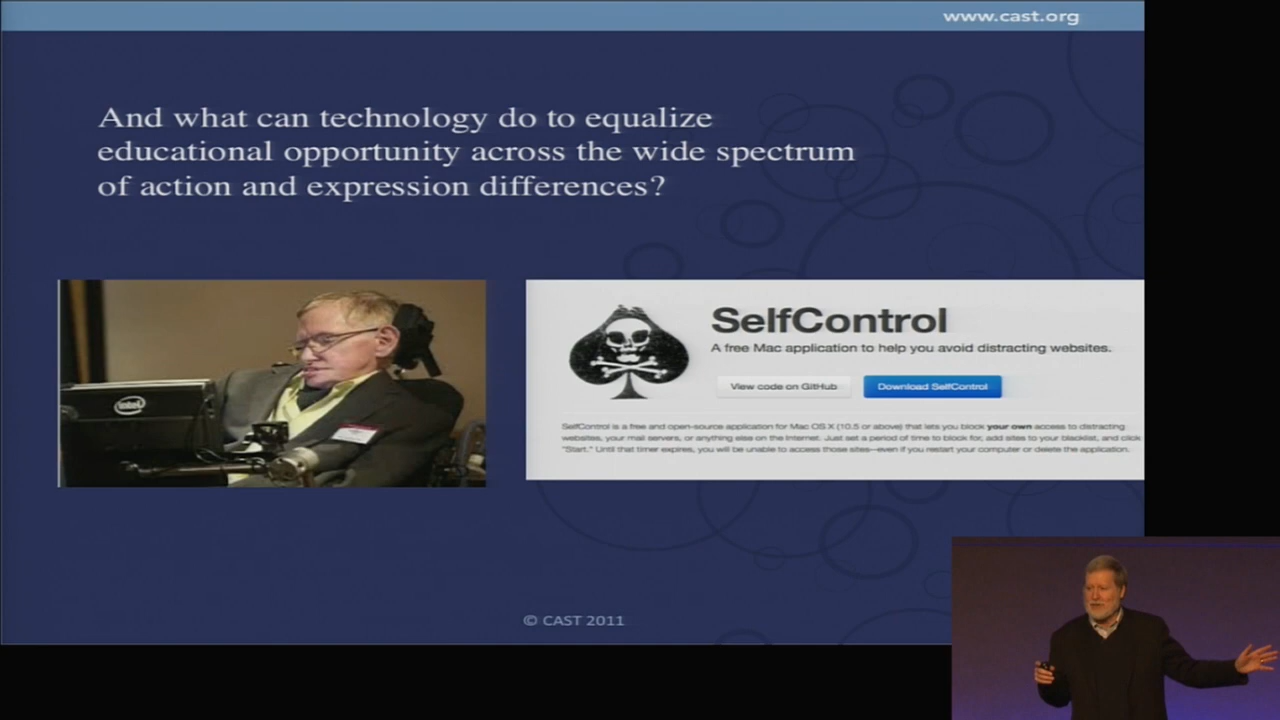 www.cast.org
And what can technology do to equalize
educational opportunity across the wide spectrum
of action and expression differences?
intel
SelfControl
A free Mac application to help you avoid distracting websites.
View code on GitHub
Download SelfControl
SelfControl is a free and open-source application for Mac OS X (10.5 or above) that lets you block your own access to distracting
websites, your mail servers, or anything else on the Internet. Just set a period of time to block for, add sites to your blacklist, and click
"Start." Until that timer expires, you will be unable to access those sites—even if you restart your computer or delete the application.
© CAST 2011